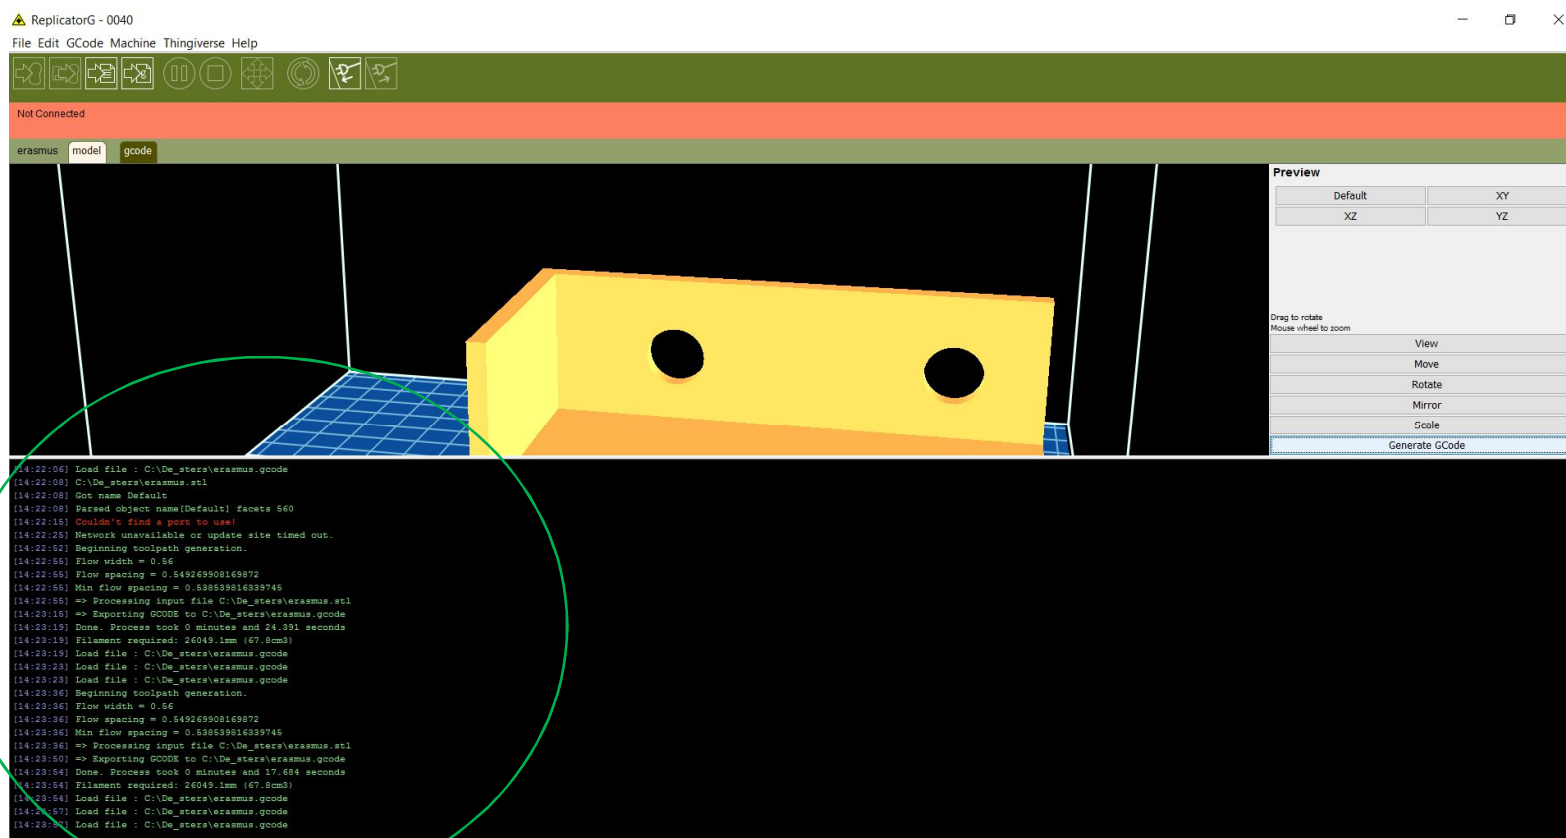 ReplicatorG - 0040
File Edit GCode Machine Thingiverse Help
Not Connected
erasmus model gcode
Preview
Default XY
XZ YZ
Drag to rotate
Mouse wheel to zoom
View
Move
Rotate
Mirror
Scale
Generate GCode
[14:22:06] Load file : C:\De_sters\erasmus.gcode
[14:22:08] C:\De_sters\erasmus.stl
[14:22:08] Got name Default
[14:22:08] Parsed object name[Default] facets 560
[14:22:15] Couldn't find a port to use!
[14:22:25] Network unavailable or update site timed out.
[14:22:52] Beginning toolpath generation.
[14:22:55] Flow width = 0.56
[14:22:55] Flow spacing = 0.549269908169872
[14:22:55] Min flow spacing = 0.538539816339745
[14:22:55] => Processing input file C:\De_sters\erasmus.stl
[14:23:15] => Exporting GCODE to C:\De_sters\erasmus.gcode
[14:23:19] Done. Process took 0 minutes and 24.391 seconds
[14:23:19] Filament required: 26049.1mm (67.8cm3)
[14:23:19] Load file : C:\De_sters\erasmus.gcode
[14:23:23] Load file : C:\De_sters\erasmus.gcode
[14:23:23] Load file : C:\De_sters\erasmus.gcode
[14:23:36] Beginning toolpath generation.
[14:23:36] Flow width = 0.56
[14:23:36] Flow spacing = 0.549269908169872
[14:23:36] Min flow spacing = 0.538539816339745
[14:23:36] => Processing input file C:\De_sters\erasmus.stl
[14:23:50] => Exporting GCODE to C:\De_sters\erasmus.gcode
[14:23:54] Done. Process took 0 minutes and 17.684 seconds
[14:23:54] Filament required: 26049.1mm (67.8cm3)
[14:23:54] Load file : C:\De_sters\erasmus.gcode
[14:23:57] Load file : C:\De_sters\erasmus.gcode
[14:23:57] Load file : C:\De_sters\erasmus.gcode